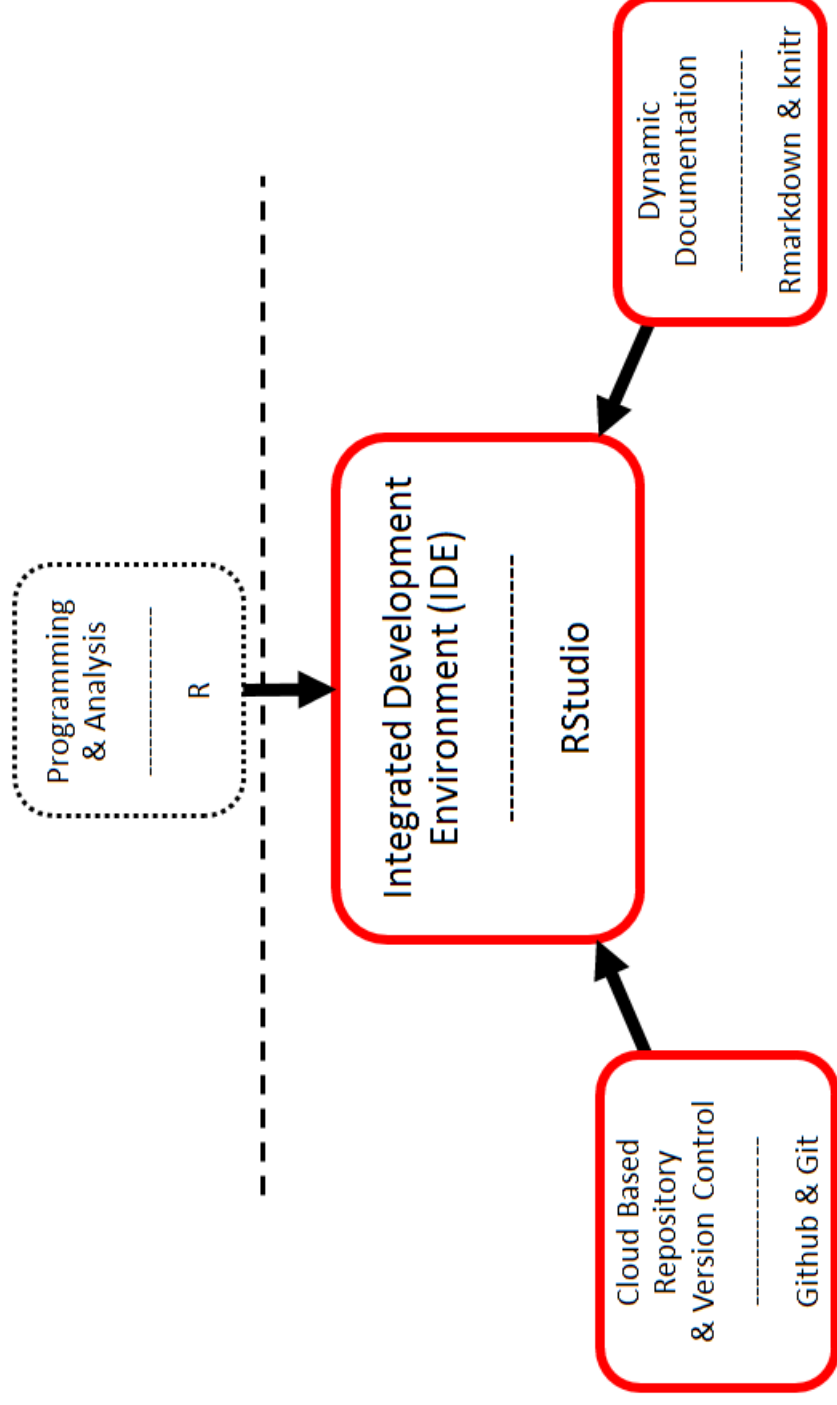 Programming
& Analysis
R
Integrated Development
Environment (IDE)
RStudio
Cloud Based
Repository
& Version Control
Github & Git
Dynamic
Documentation
Rmarkdown & knitr